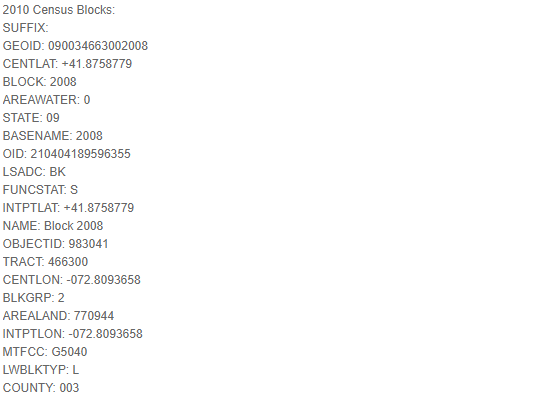 2010 Census Blocks:
SUFFIX:
GEOID: 090034663002008
CENTLAT: +41.8758779
BLOCK: 2008
AREAWATER: 0
STATE: 09
BASENAME: 2008
OID: 210404189596355
LSADC: BK
FUNCSTAT: S
INTPTLAT: +41.8758779
NAME: Block 2008
OBJECTID: 983041
TRACT: 466300
CENTLON: -072.8093658
BLKGRP: 2
AREALAND: 770944
INTPTLON: -072.8093658
MTFCC: G5040
LWBLKTYP: L
COUNTY: 003